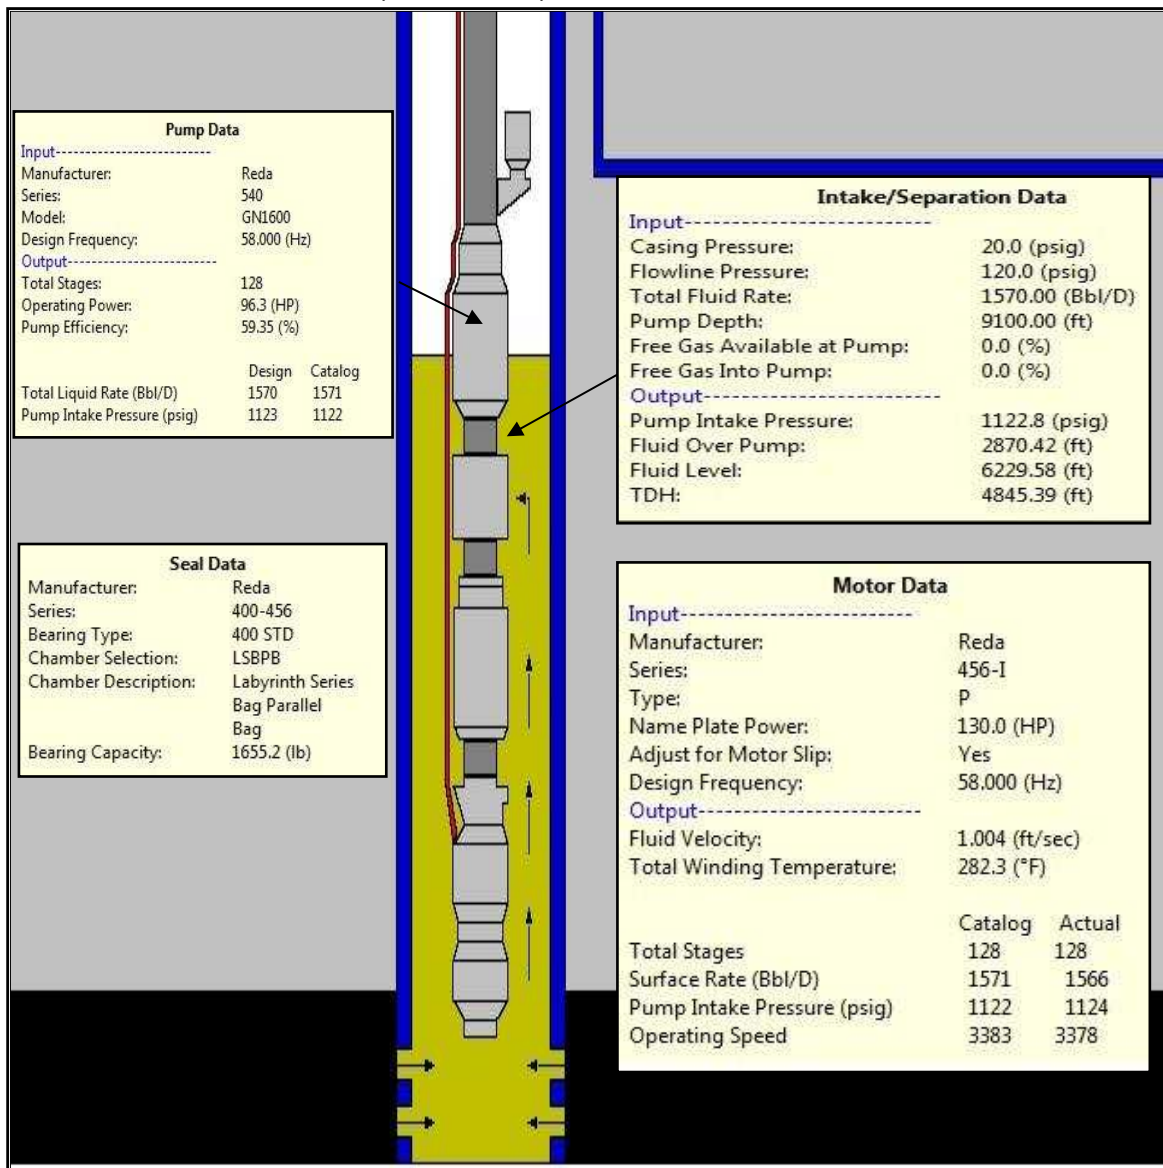 Pump Data
Input-------------------------
Manufacturer: Reda
Series: 540
Model: GN1600
Design Frequency: 58.000 (Hz)
Output------------------------
Total Stages: 128
Operating Power: 96.3 (HP)
Pump Efficiency: 59.35 (%)
Design Catalog
Total Liquid Rate (Bbl/D) 1570 1571
Pump Intake Pressure (psig) 1123 1122
Intake/Separation Data
Input-------------------------
Casing Pressure: 20.0 (psig)
Flowline Pressure: 120.0 (psig)
Total Fluid Rate: 1570.00 (Bbl/D)
Pump Depth: 9100.00 (ft)
Free Gas Available at Pump: 0.0 (%)
Free Gas Into Pump: 0.0 (%)
Output-------------------------
Pump Intake Pressure: 1122.8 (psig)
Fluid Over Pump: 2870.42 (ft)
Fluid Level: 6229.58 (ft)
TDH: 4845.39 (ft)
Seal Data
Manufacturer: Reda
Series: 400-456
Bearing Type: 400 STD
Chamber Selection: LSBPB
Chamber Description: Labyrinth Series
Bag Parallel
Bag
Bearing Capacity: 1655.2 (lb)
Motor Data
Input-------------------------
Manufacturer: Reda
Series: 456-I
Type: P
Name Plate Power: 130.0 (HP)
Adjust for Motor Slip: Yes
Design Frequency: 58.000 (Hz)
Output------------------------
Fluid Velocity: 1.004 (ft/sec)
Total Winding Temperature: 282.3 (°F)
Catalog Actual
Total Stages 128 128
Surface Rate (Bbl/D) 1571 1566
Pump Intake Pressure (psig) 1122 1124
Operating Speed 3383 3378